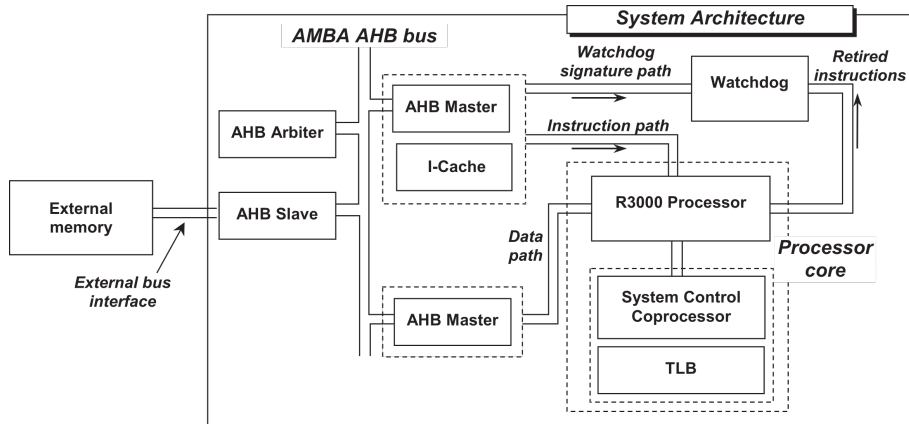 System Architecture
AMBA AHB bus
Watchdog
signature path
Retired
instructions
Watchdog
AHB Master
AHB Arbiter
Instruction path
I-Cache
External
memory
AHB Slave
R3000 Processor
Data
path
Processor
core
External bus
interface
System Control
Coprocessor
AHB Master
TLB